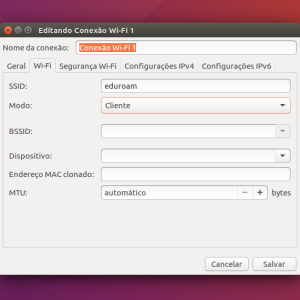 Editando Conexão Wi-Fi 1
Nome da conexão: Conexão Wi-Fi 1
Geral Wi-Fi Segurança Wi-Fi Configurações IPv4 Configurações IPv6
SSID: eduroam
Modo: Cliente
BSSID:
Dispositivo:
Endereço MAC clonado:
MTU: automático − + bytes
Cancelar Salvar